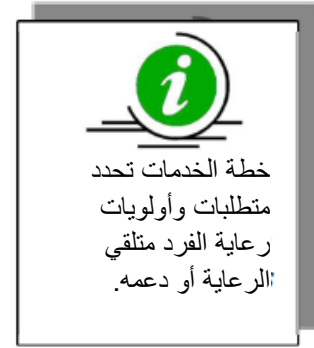 خطة الخدمات تحدد
متطلبات وأولويات
رعاية الفرد متلقي
الرعاية أو دعمه.